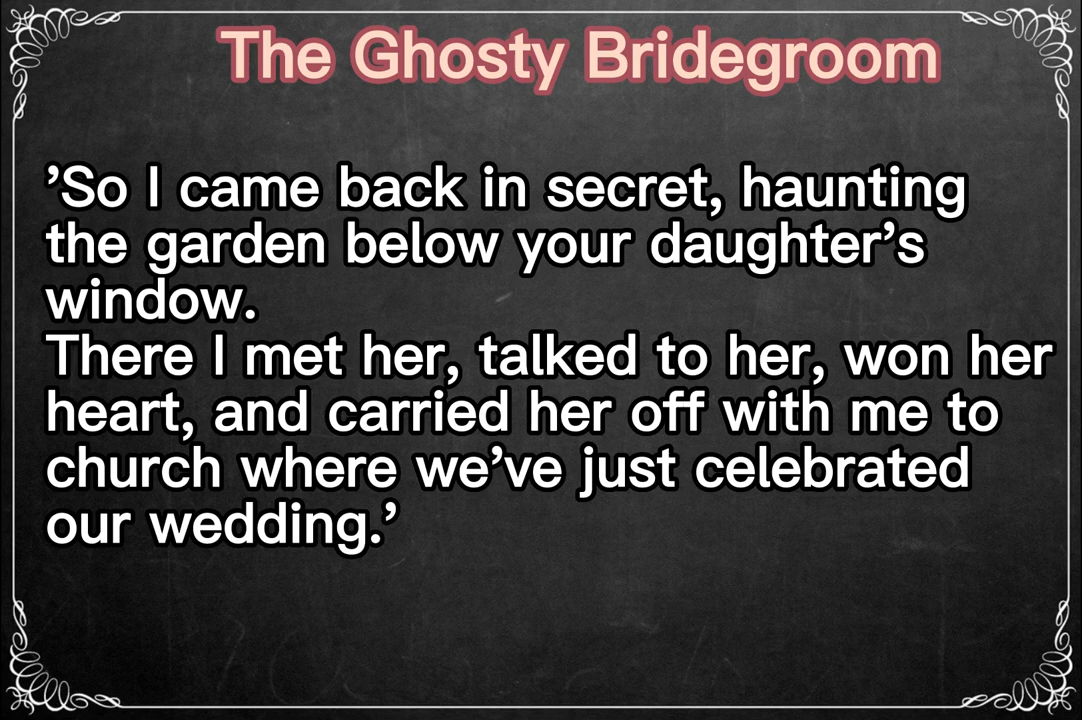 The Ghosty Bridegroom
’So I came back in secret, haunting
the garden below your daughter’s
window.
There I met her, talked to her, won her
heart, and carried her off with me to
church where we’ve just celebrated
our wedding.’